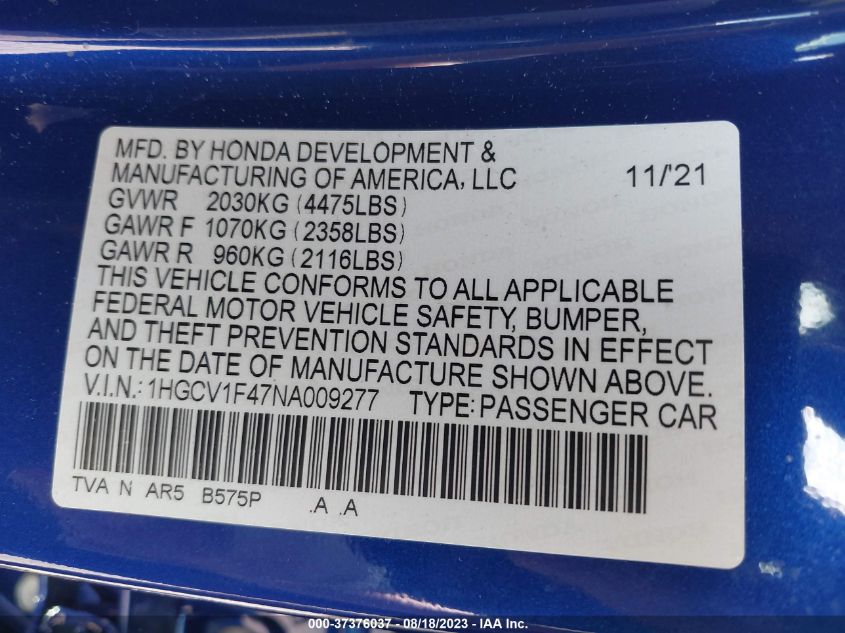 MFD. BY HONDA DEVELOPMENT &
MANUFACTURING OF AMERICA, LLC 11/'21
GVWR 2030KG (4475LBS)
GAWR F 1070KG (2358LBS)
GAWR R 960KG (2116LBS)
THIS VEHICLE CONFORMS TO ALL APPLICABLE
FEDERAL MOTOR VEHICLE SAFETY, BUMPER,
AND THEFT PREVENTION STANDARDS IN EFFECT
ON THE DATE OF MANUFACTURE SHOWN ABOVE.
V.I.N.: 1HGCV1F47NA009277 TYPE: PASSENGER CAR
TVA N AR5 B575P .A .A
000-37376037 - 08/18/2023 - IAA Inc.